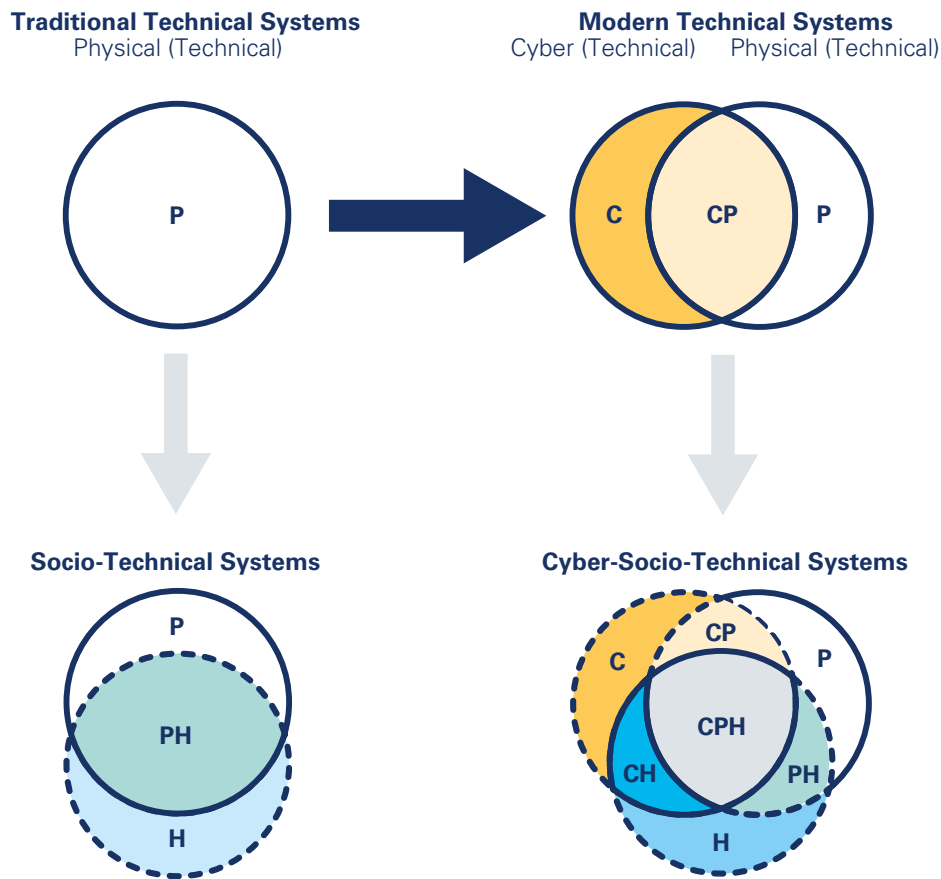 Traditional Technical Systems
Physical (Technical)
Modern Technical Systems
Cyber (Technical) Physical (Technical)
P
C CP P
Socio-Technical Systems
P
PH
H
Cyber-Socio-Technical Systems
CP
C P
CPH
CH PH
H